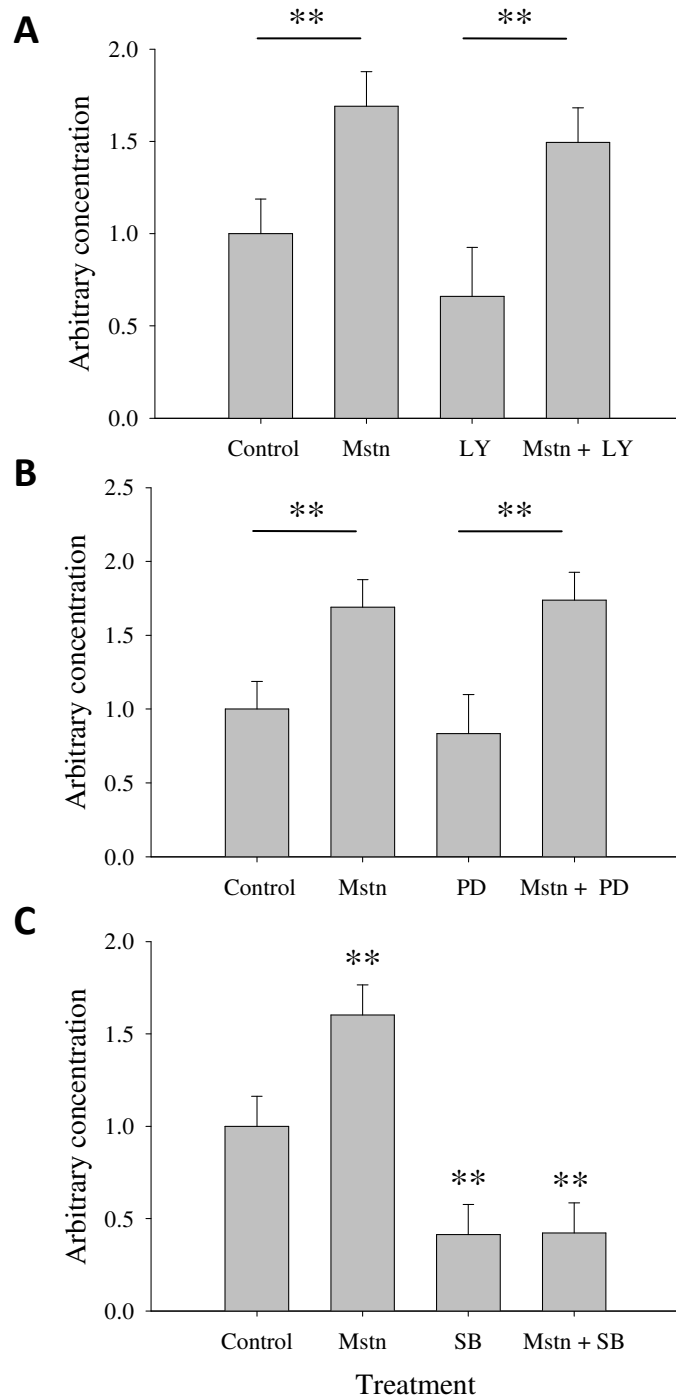 A
** **
2.0
1.5
1.0
0.5
0.0
Arbitrary concentration
Control Mstn LY Mstn + LY
B
** **
2.5
2.0
1.5
1.0
0.5
0.0
Arbitrary concentration
Control Mstn PD Mstn + PD
C
**
** **
2.0
1.5
1.0
0.5
0.0
Arbitrary concentration
Control Mstn SB Mstn + SB
Treatment